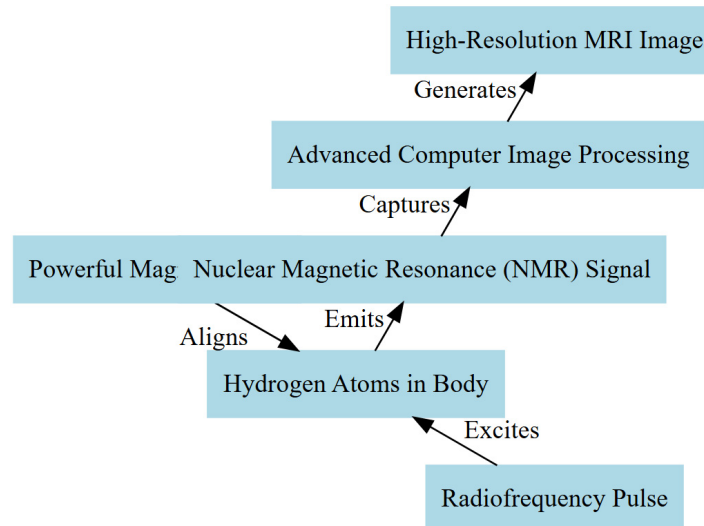 High-Resolution MRI Image
Generates
Advanced Computer Image Processing
Captures
Powerful Mag
Nuclear Magnetic Resonance (NMR) Signal
Aligns
Emits
Hydrogen Atoms in Body
Excites
Radiofrequency Pulse